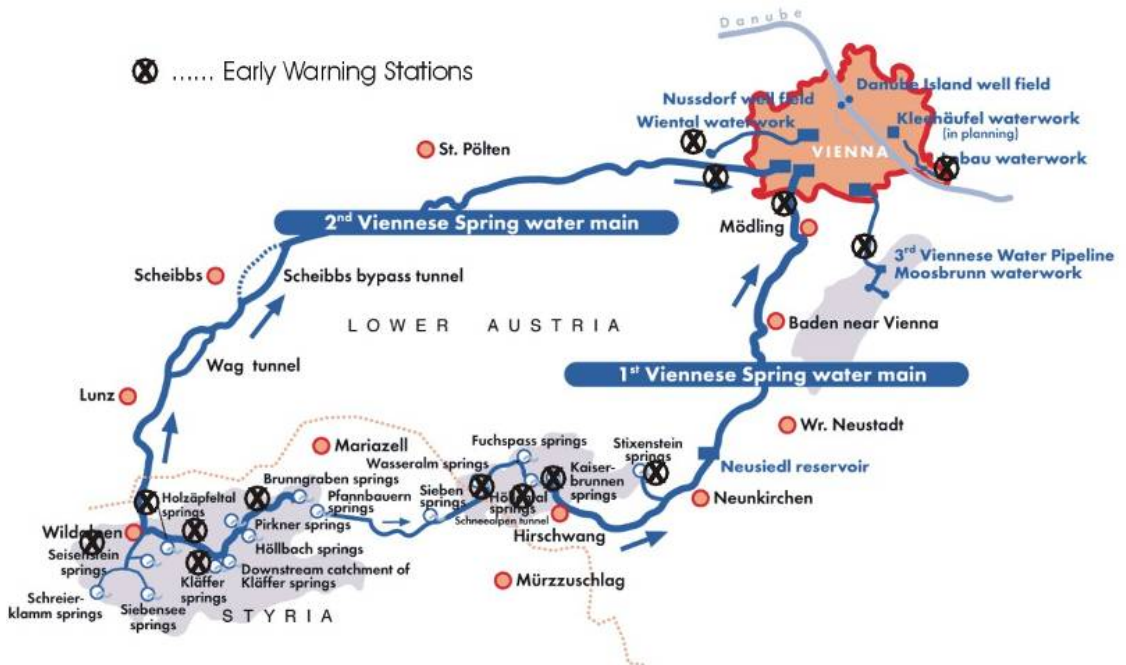 Danube
...... Early Warning Stations
Danube Island well field
Nussdorf well field
Wiental waterwork
Kleehäufel waterwork
(in planning)
VIENNA
waterwork
St. Pölten
2nd Viennese Spring water main
Mödling
3rd Viennese Water Pipeline
Moosbrunn waterwork
Scheibbs
Scheibbs bypass tunnel
LOWER AUSTRIA
Baden near Vienna
Wag tunnel
1st Viennese Spring water main
Lunz
Wr. Neustadt
Mariazell
Fuchspass springs
Stixenstein
springs
Wasseralm springs
Neusiedl reservoir
Kaiser-
brunnen
springs
Brunngraben springs
Holzäpfeltal
springs
Pfannbauern
springs
Sieben
springs
springs
Schneealpen tunnel
Neunkirchen
Pirkner springs
Hirschwang
Höllbach springs
Seisenstein
springs
Kläffer
springs
Downstream catchment of
Kläffer springs
Mürzzuschlag
Schreier-
klamm springs
Siebensee
springs
STYRIA